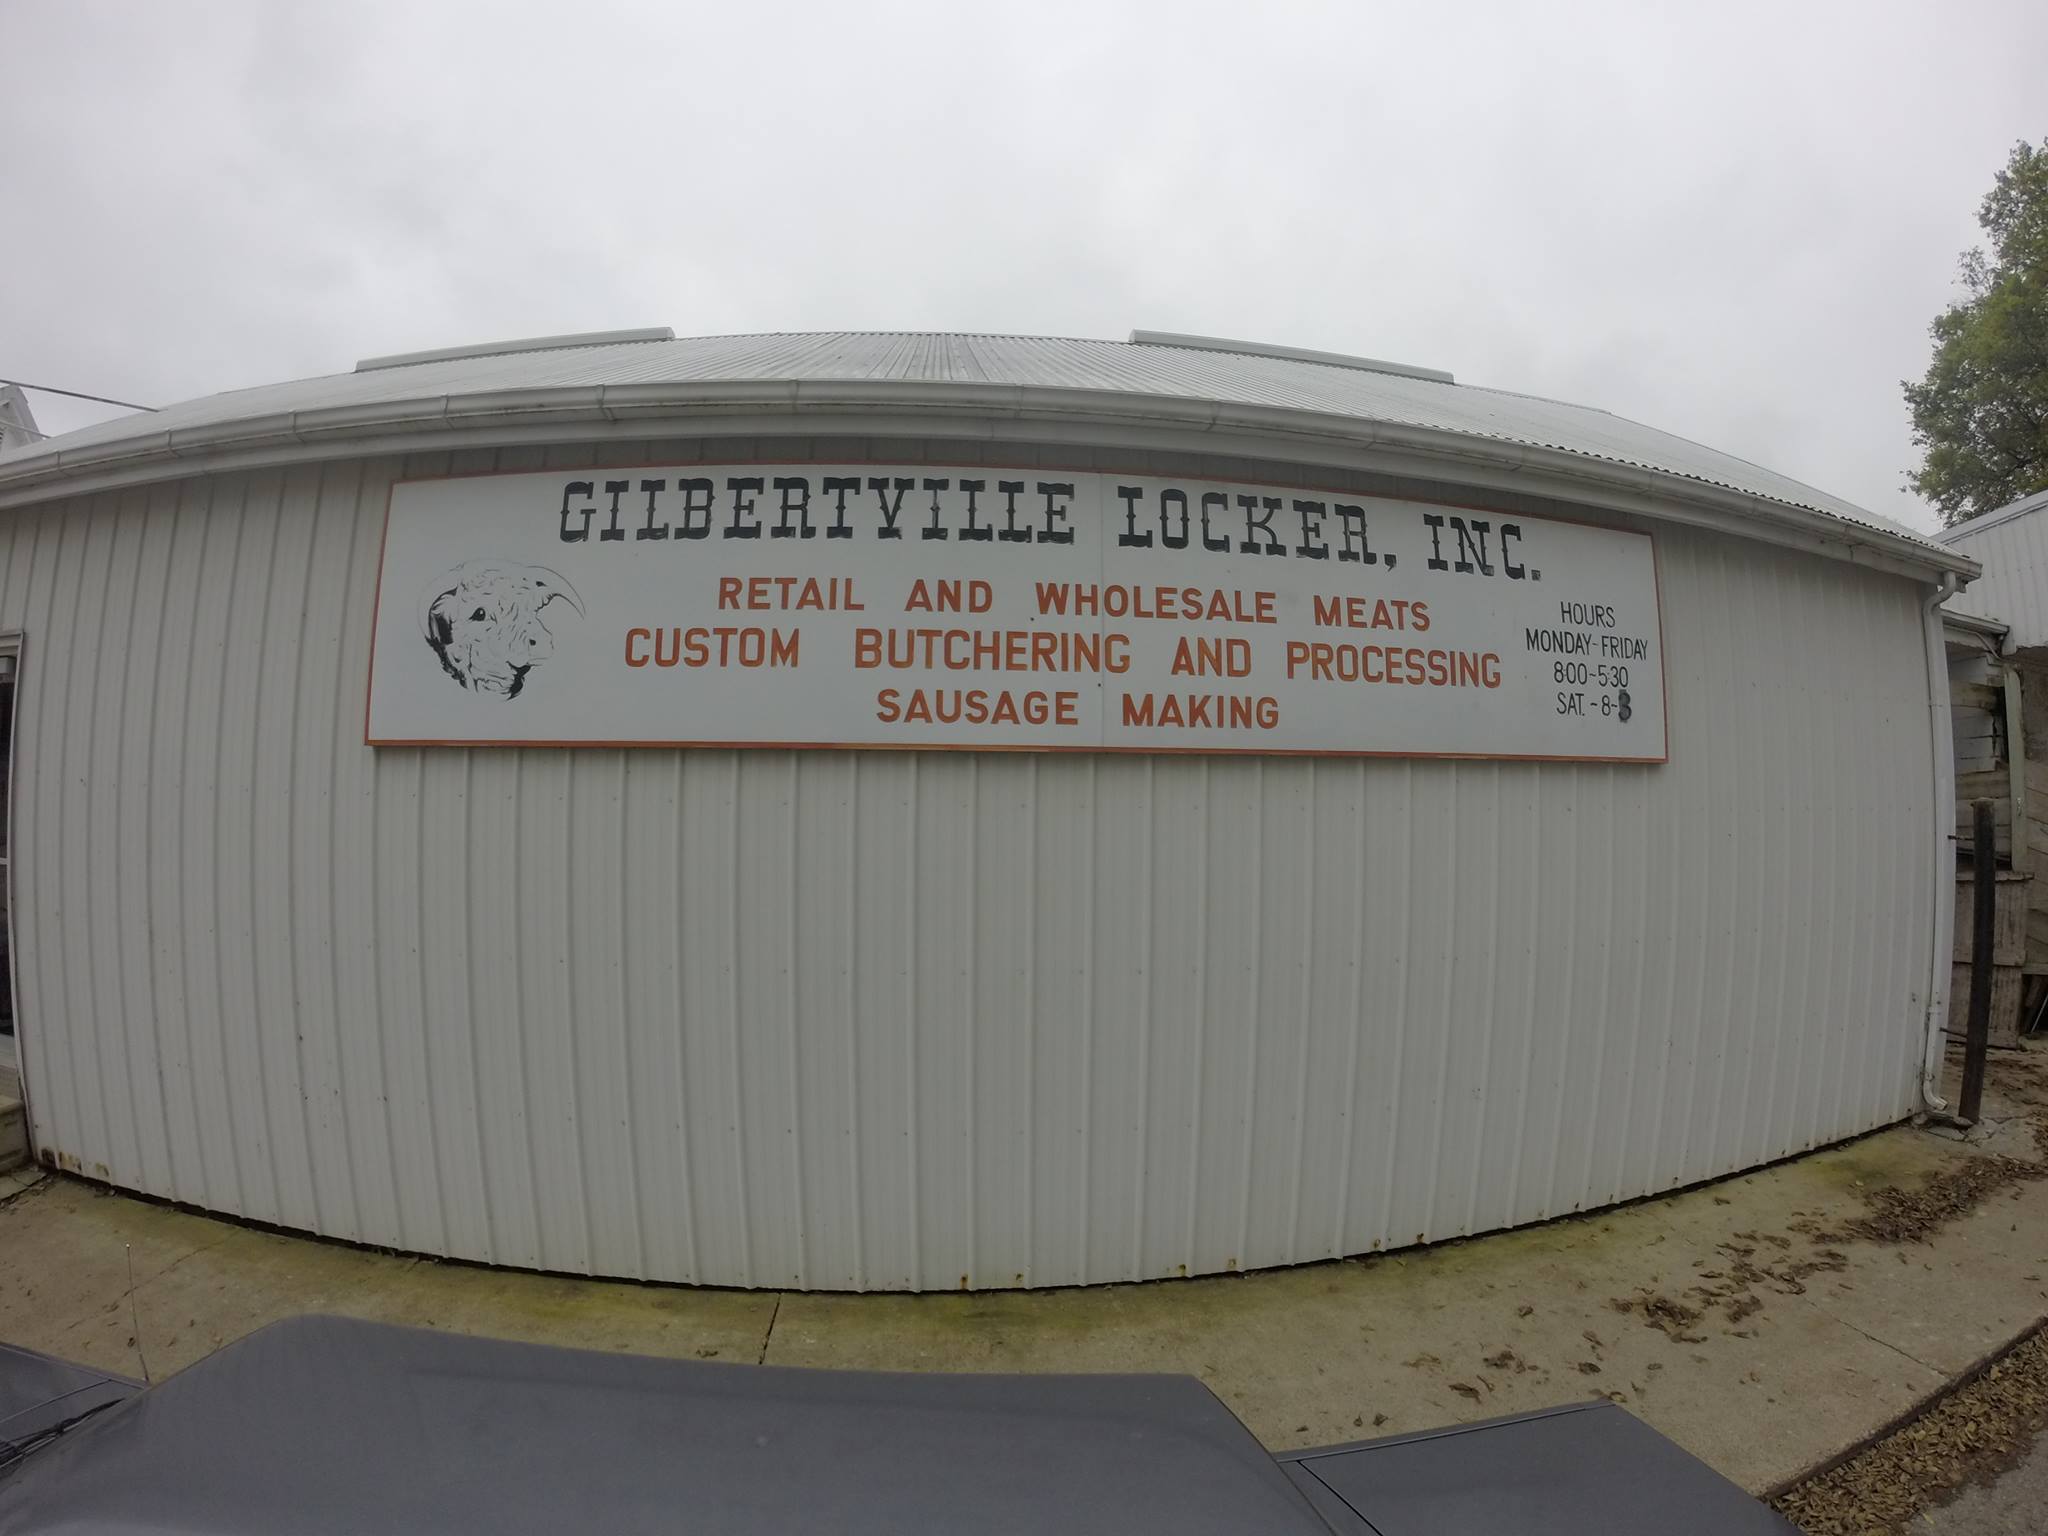 GILBERTVILLE LOCKER, INC.
RETAIL AND WHOLESALE MEATS
CUSTOM BUTCHERING AND PROCESSING
SAUSAGE MAKING
HOURS
MONDAY-FRIDAY
8:00-5:30
SAT. - 8-3